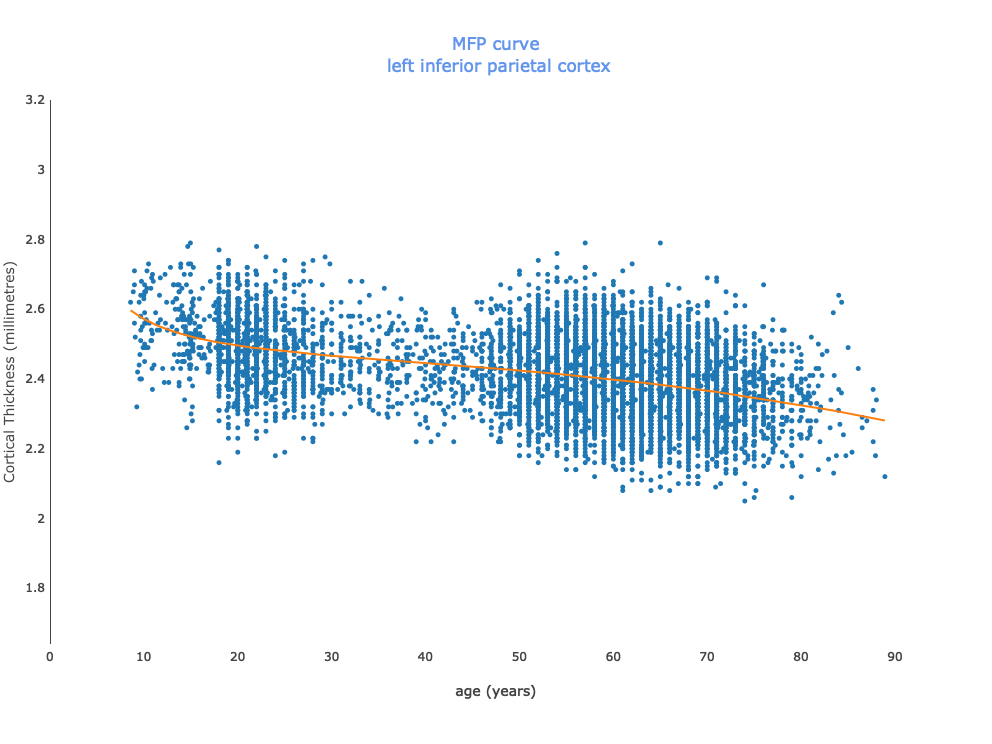 MFP curve
left inferior parietal cortex
Cortical Thickness (millimetres)
3.2
3
2.8
2.6
2.4
2.2
2
1.8
0 10 20 30 40 50 60 70 80 90
age (years)